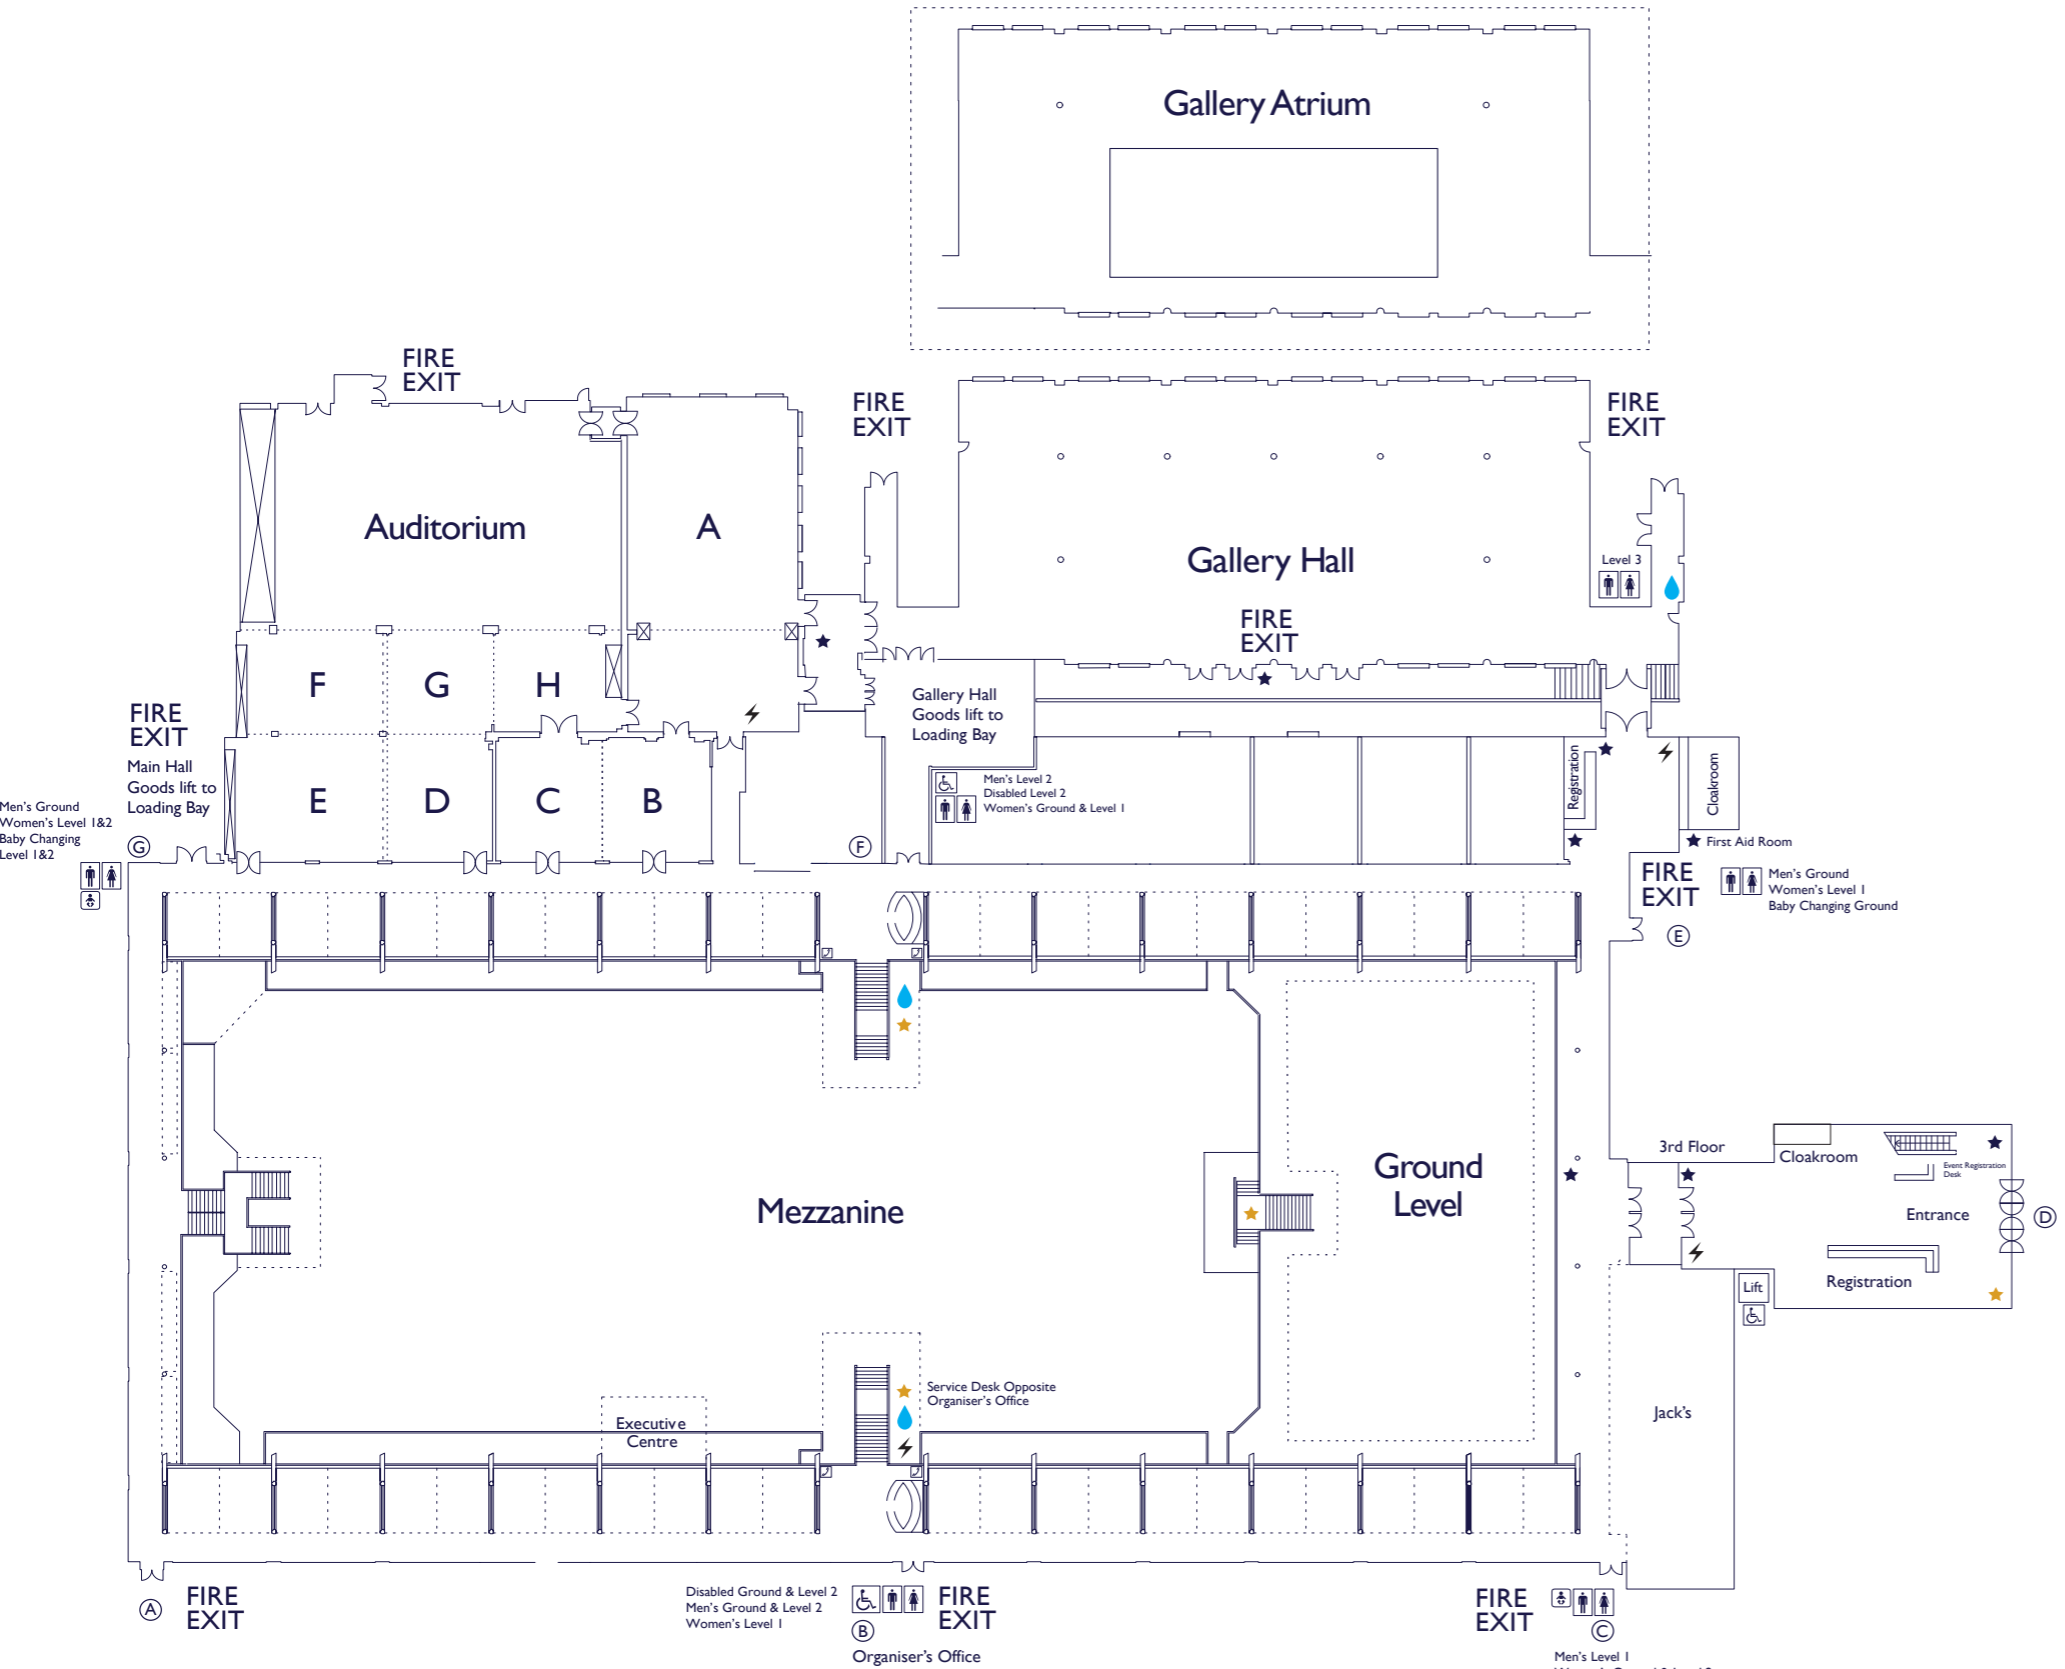 Gallery Atrium
FIRE
EXIT
FIRE
EXIT
FIRE
EXIT
Auditorium
A
Gallery Hall
Level 3
FIRE
EXIT
F
G
H
Gallery Hall
Goods lift to
Loading Bay
FIRE
EXIT
Main Hall
Goods lift to
Loading Bay
Men's Ground
Women's Level 1&2
Baby Changing
Level 1&2
G
E
D
C
B
F
Men's Level 2
Disabled Level 2
Women's Ground & Level 1
Registration
Cloakroom
First Aid Room
FIRE
EXIT
Men's Ground
Women's Level 1
Baby Changing Ground
E
Mezzanine
Ground
Level
3rd Floor
Cloakroom
Event Registration
Desk
Entrance
D
Registration
Lift
Service Desk Opposite
Organiser's Office
Executive
Centre
Jack's
A
FIRE
EXIT
Disabled Ground & Level 2
Men's Ground & Level 2
Women's Level 1
FIRE
EXIT
B
Organiser's Office
FIRE
EXIT
C
Men's Level 1